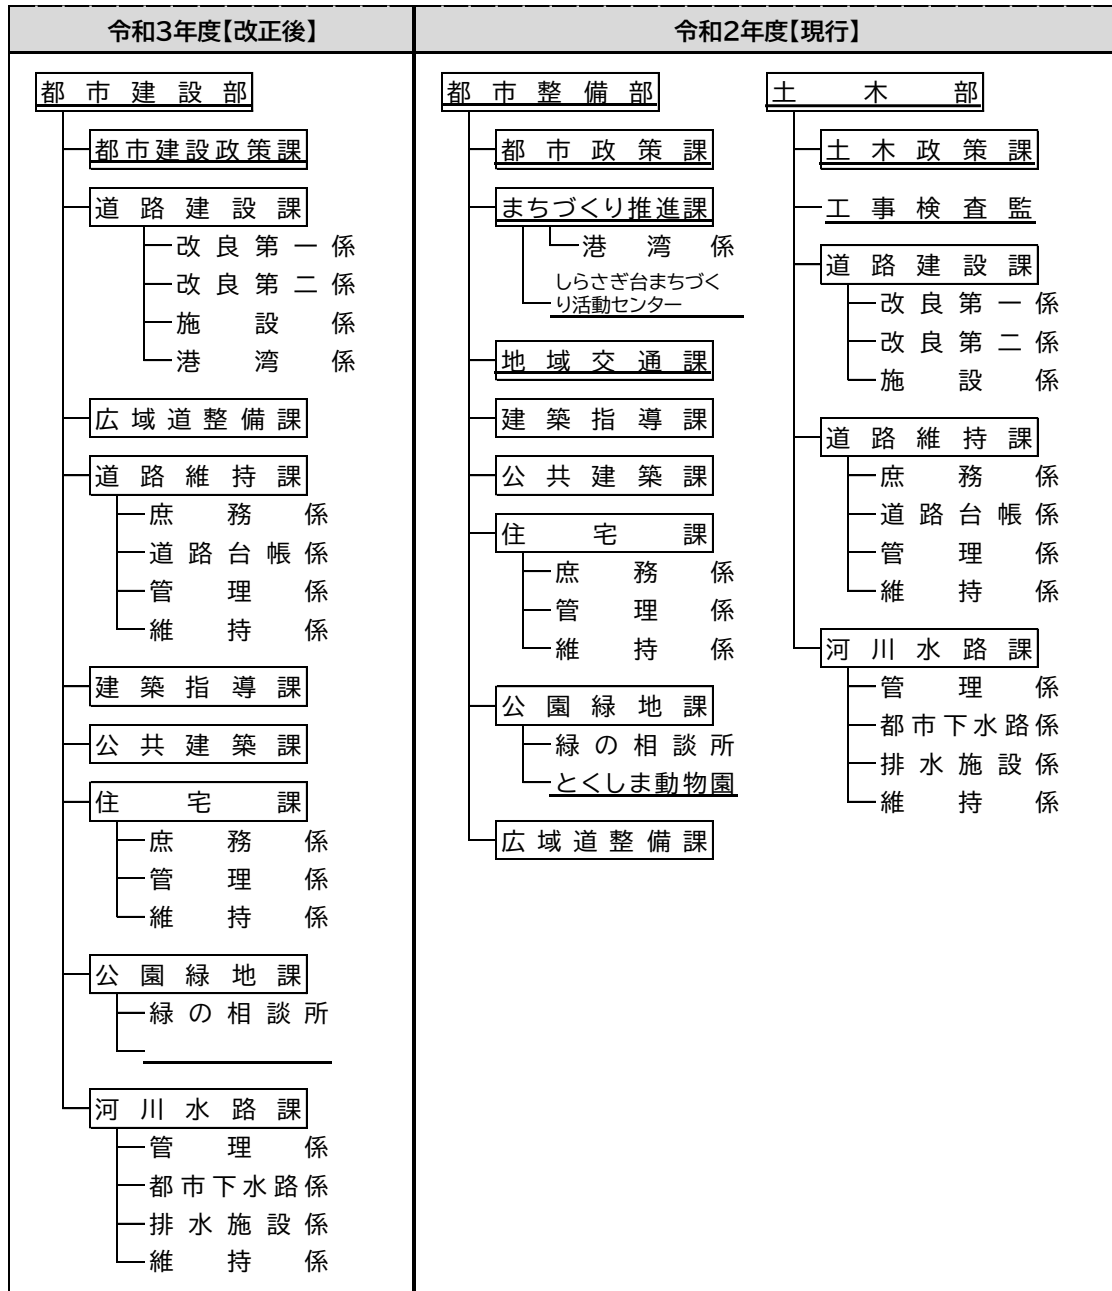 令和3年度【改正後】
都市建設部
都市建設政策課
道路建設課
改良第一係
改良第二係
施設係
港湾係
広域道整備課
道路維持課
庶務係
道路台帳係
管理係
維持係
建築指導課
公共建築課
住宅課
庶務係
管理係
維持係
公園緑地課
緑の相談所
河川水路課
管理係
都市下水路係
排水施設係
維持係
令和2年度【現行】
都市整備部
都市政策課
まちづくり推進課
港湾係
しらさぎ台まちづく
り活動センター
地域交通課
建築指導課
公共建築課
住宅課
庶務係
管理係
維持係
公園緑地課
緑の相談所
とくしま動物園
広域道整備課
土木部
土木政策課
工事検査監
道路建設課
改良第一係
改良第二係
施設係
道路維持課
庶務係
道路台帳係
管理係
維持係
河川水路課
管理係
都市下水路係
排水施設係
維持係